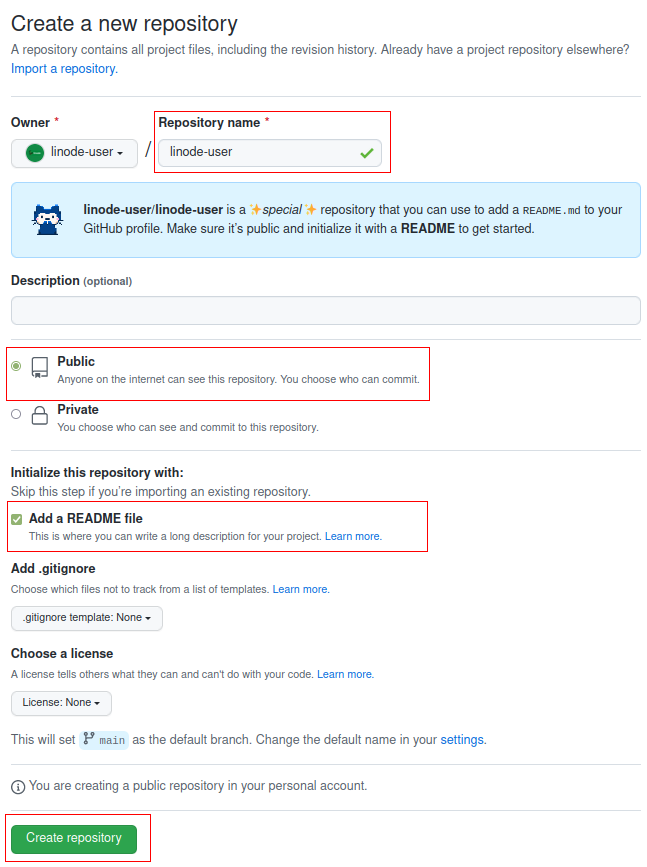 Create a new repository
A repository contains all project files, including the revision history. Already have a project repository elsewhere?
Import a repository.
Owner * Repository name *
linode-user / linode-user
linode-user/linode-user is a ✨special✨ repository that you can use to add a README.md to your
GitHub profile. Make sure it’s public and initialize it with a README to get started.
Description (optional)
Public
Anyone on the internet can see this repository. You choose who can commit.
Private
You choose who can see and commit to this repository.
Initialize this repository with:
Skip this step if you’re importing an existing repository.
Add a README file
This is where you can write a long description for your project. Learn more.
Add .gitignore
Choose which files not to track from a list of templates. Learn more.
.gitignore template: None
Choose a license
A license tells others what they can and can't do with your code. Learn more.
License: None
This will set main as the default branch. Change the default name in your settings.
You are creating a public repository in your personal account.
Create repository